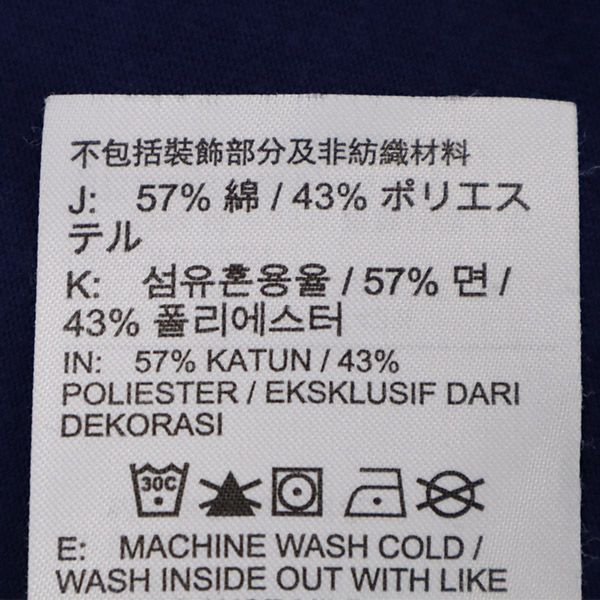 不包括裝飾部分及非紡織材料
J: 57% 綿 / 43% ポリエス
テル
K: 섬유혼용율 / 57% 면 /
43% 폴리에스터
IN: 57% KATUN / 43%
POLIESTER / EKSKLUSIF DARI
DEKORASI
30C
E: MACHINE WASH COLD /
WASH INSIDE OUT WITH LIKE